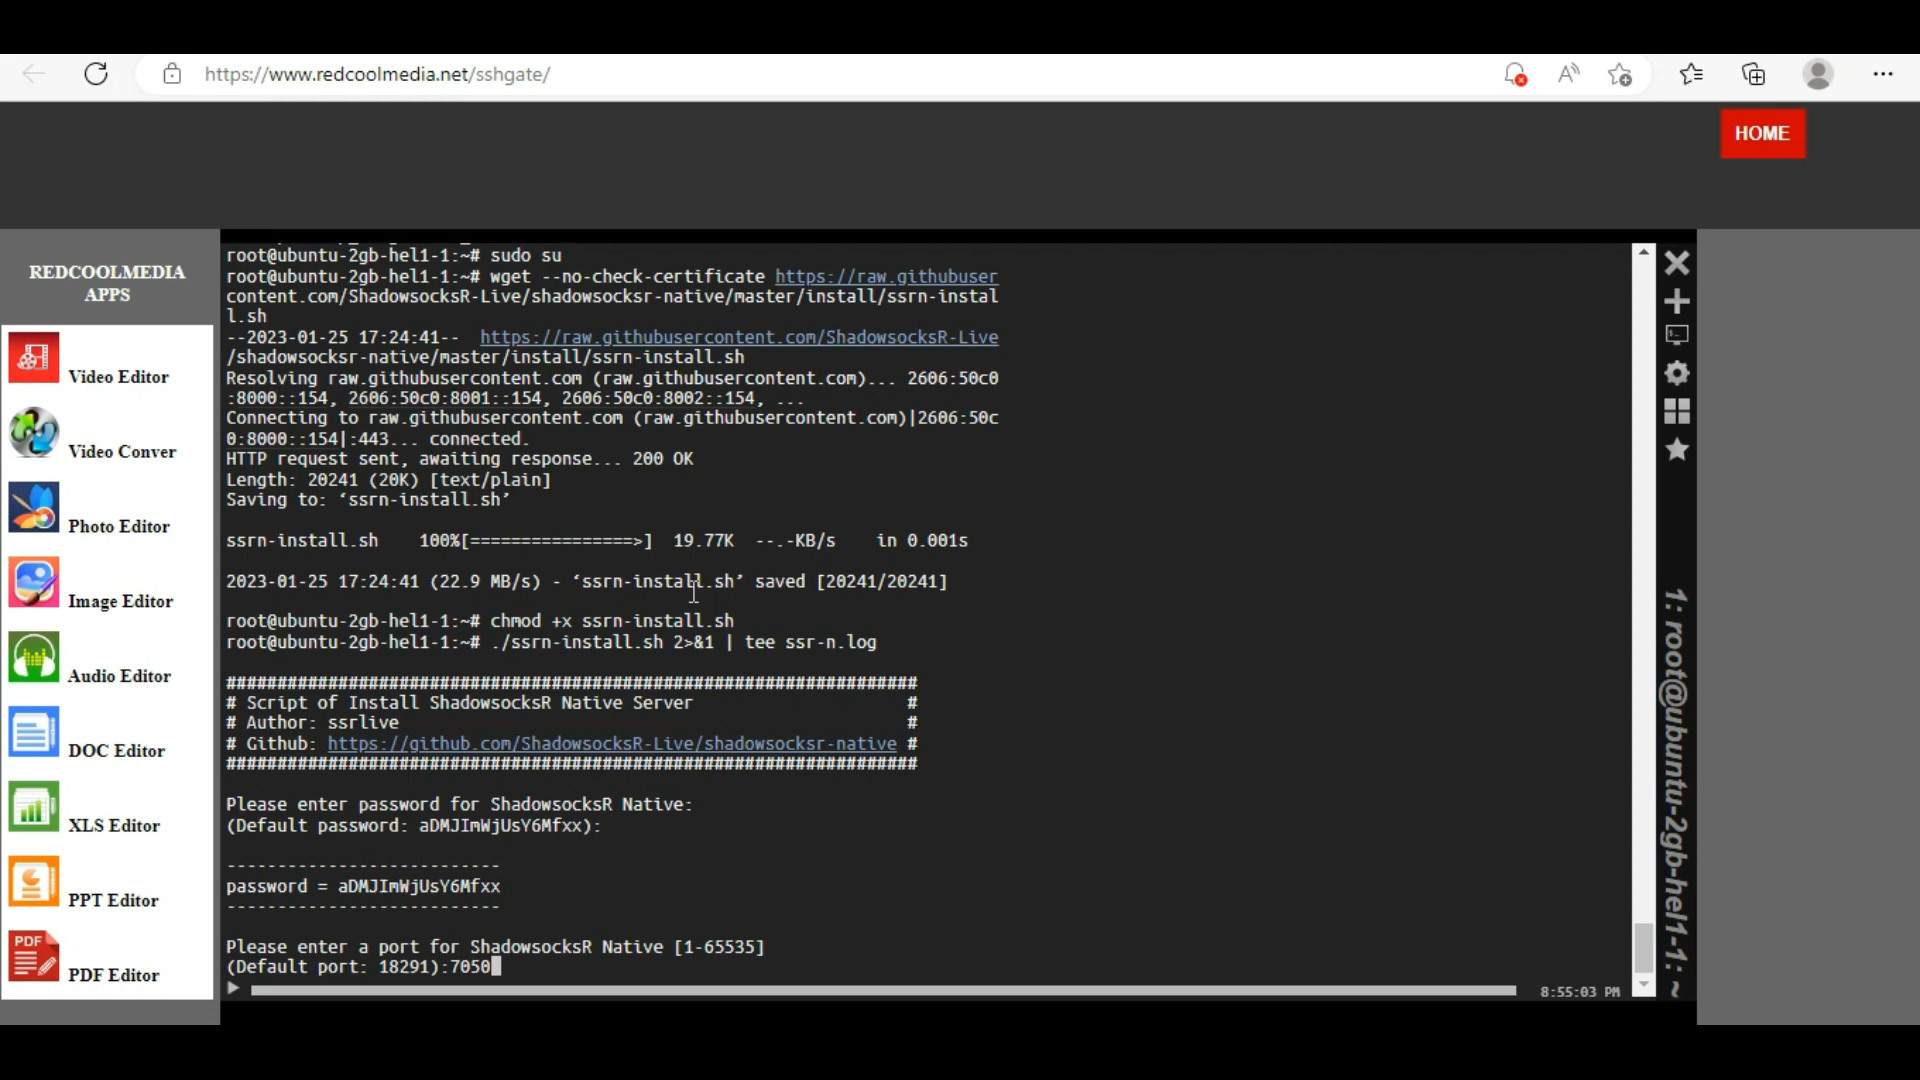 https://www.redcoolmedia.net/sshgate/
HOME
REDCOOLMEDIA
APPS
Video Editor
Video Conver
Photo Editor
Image Editor
Audio Editor
DOC Editor
XLS Editor
PPT Editor
PDF
PDF Editor
root@ubuntu-2gb-hel1-1:~# sudo su
root@ubuntu-2gb-hel1-1:~# wget --no-check-certificate https://raw.githubuser
content.com/ShadowsocksR-Live/shadowsocksr-native/master/install/ssrn-instal
l.sh
--2023-01-25 17:24:41-- https://raw.githubusercontent.com/ShadowsocksR-Live
/shadowsocksr-native/master/install/ssrn-install.sh
Resolving raw.githubusercontent.com (raw.githubusercontent.com)... 2606:50c0
:8000::154, 2606:50c0:8001::154, 2606:50c0:8002::154, ...
Connecting to raw.githubusercontent.com (raw.githubusercontent.com)|2606:50c
0:8000::154|:443... connected.
HTTP request sent, awaiting response... 200 OK
Length: 20241 (20K) [text/plain]
Saving to: ‘ssrn-install.sh’
ssrn-install.sh 100%[================>] 19.77K --.-KB/s in 0.001s
2023-01-25 17:24:41 (22.9 MB/s) - ‘ssrn-install.sh’ saved [20241/20241]
root@ubuntu-2gb-hel1-1:~# chmod +x ssrn-install.sh
root@ubuntu-2gb-hel1-1:~# ./ssrn-install.sh 2>&1 | tee ssr-n.log
####################################################################
# Script of Install ShadowsocksR Native Server #
# Author: ssrlive #
# Github: https://github.com/ShadowsocksR-Live/shadowsocksr-native #
####################################################################
Please enter password for ShadowsocksR Native:
(Default password: aDMJImWjUsY6Mfxx):
---------------------------
password = aDMJImWjUsY6Mfxx
---------------------------
Please enter a port for ShadowsocksR Native [1-65535]
(Default port: 18291):7050
8:55:03 PM
1: root@ubuntu-2gb-hel1-1: ~